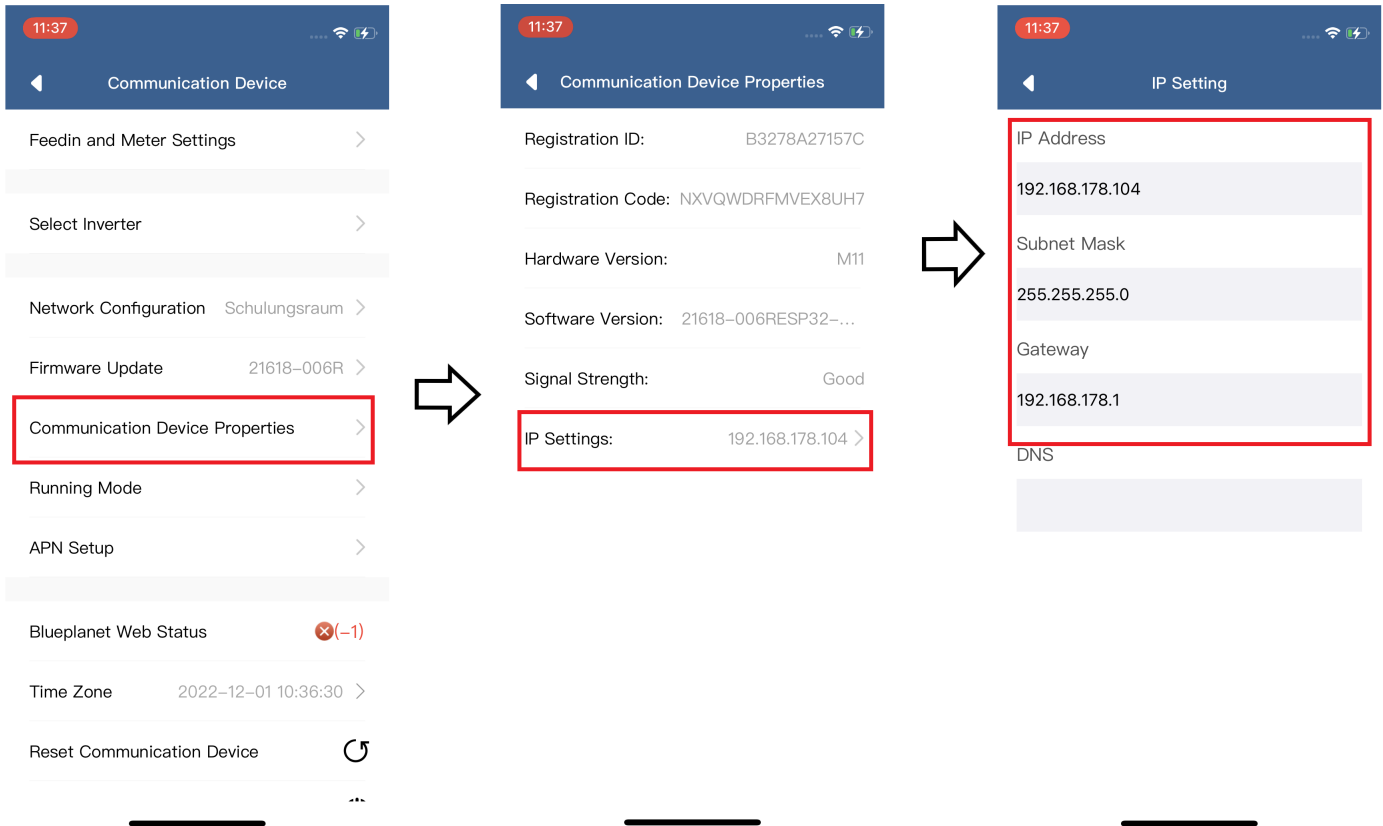 11:37
Communication Device
Feedin and Meter Settings
Select Inverter
Network Configuration Schulungsraum
Firmware Update 21618-006R
Communication Device Properties
Running Mode
APN Setup
Blueplanet Web Status (-1)
Time Zone 2022-12-01 10:36:30
Reset Communication Device
11:37
Communication Device Properties
Registration ID: B3278A27157C
Registration Code: NXVQWDRFMVEX8UH7
Hardware Version: M11
Software Version: 21618-006RESP32-...
Signal Strength: Good
IP Settings: 192.168.178.104
11:37
IP Setting
IP Address
192.168.178.104
Subnet Mask
255.255.255.0
Gateway
192.168.178.1
DNS